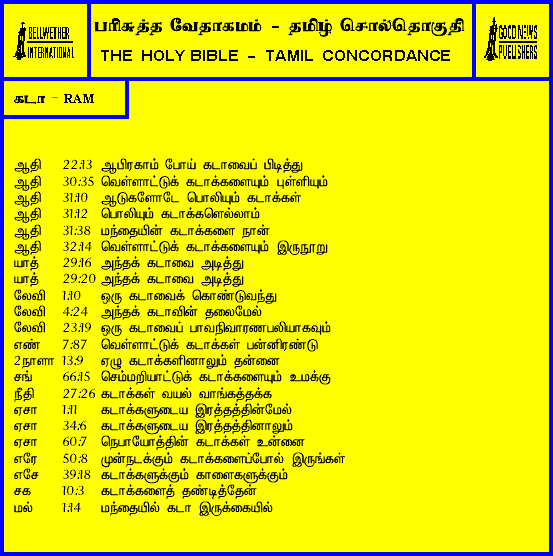 BELLWETHER
INTERNATIONAL
பரிசுத்த வேதாகமம் - தமிழ் சொல்தொகுதி
THE HOLY BIBLE - TAMIL CONCORDANCE
GOOD NEWS
PUBLISHERS
கடா - RAM
ஆதி 22:13 ஆபிரகாம் போய் கடாவைப் பிடித்து
ஆதி 30:35 வெள்ளாட்டுக் கடாக்களையும் புள்ளியும்
ஆதி 31:10 ஆடுகளோடே பொலியும் கடாக்கள்
ஆதி 31:12 பொலியும் கடாக்களெல்லாம்
ஆதி 31:38 மந்தையின் கடாக்களை நான்
ஆதி 32:14 வெள்ளாட்டுக் கடாக்களையும் இருநூறு
யாத் 29:16 அந்தக் கடாவை அடித்து
யாத் 29:20 அந்தக் கடாவை அடித்து
லேவி 1:10 ஒரு கடாவைக் கொண்டுவந்து
லேவி 4:24 அந்தக் கடாவின் தலைமேல்
லேவி 23:19 ஒரு கடாவைப் பாவநிவாரணபலியாகவும்
எண் 7:87 வெள்ளாட்டுக் கடாக்கள் பன்னிரண்டு
2நாளா 13:9 ஏழு கடாக்களினாலும் தன்னை
சங் 66:15 செம்மறியாட்டுக் கடாக்களையும் உமக்கு
நீதி 27:26 கடாக்கள் வயல் வாங்கத்தக்க
ஏசா 1:11 கடாக்களுடைய இரத்தத்தின்மேல்
ஏசா 34:6 கடாக்களுடைய இரத்தத்தினாலும்
ஏசா 60:7 நெபாயோத்தின் கடாக்கள் உன்னை
எரே 50:8 முன்நடக்கும் கடாக்களைப்போல் இருங்கள்
எசே 39:18 கடாக்களுக்கும் காளைகளுக்கும்
சக 10:3 கடாக்களைத் தண்டித்தேன்
மல் 1:14 மந்தையில் கடா இருக்கையில்